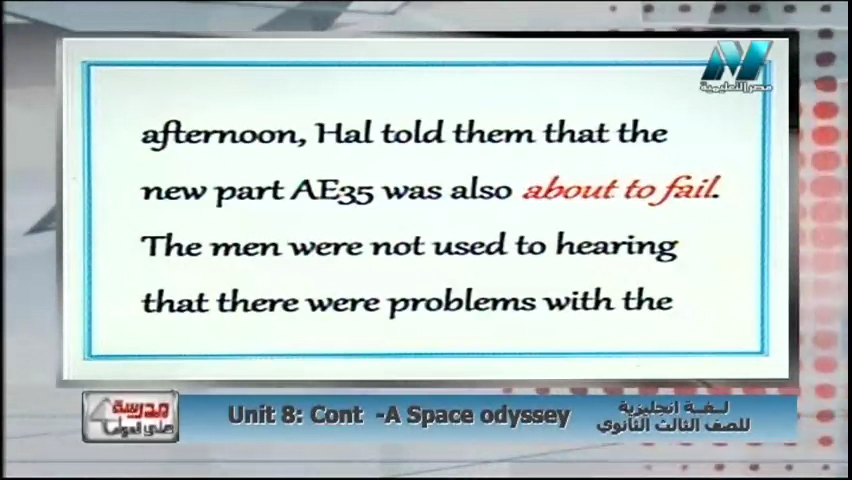 مصر التعليمية
afternoon, Hal told them that the
new part AE35 was also about to fail.
The men were not used to hearing
that there were problems with the
مدرسة
على الهواء
Unit 8: Cont -A Space odyssey
لغة انجليزية
للصف الثالث الثانوي